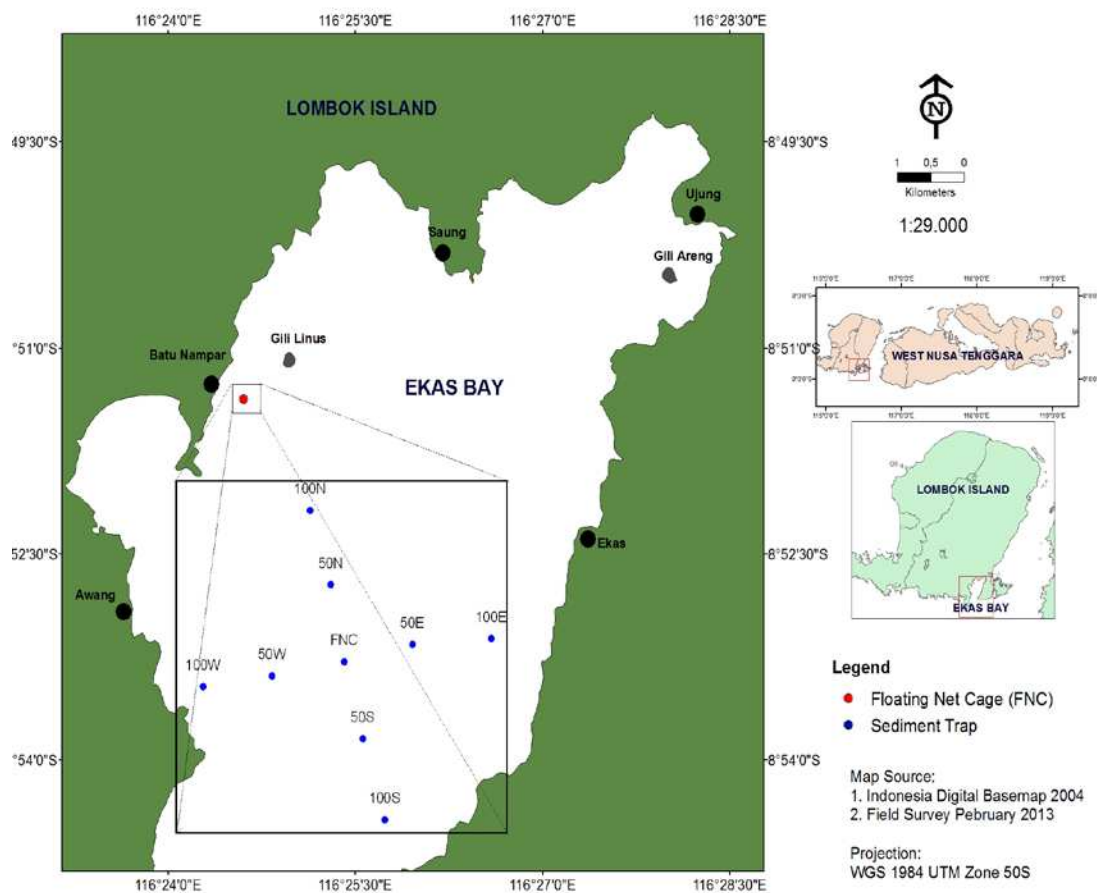 116°24'0"E 116°25'30"E 116°27'0"E 116°28'30"E
LOMBOK ISLAND
49'30"S
8°49'30"S
Ujung
Saung
Gili Areng
Gili Linus
51'0"S
8°51'0"S
Batu Nampar
EKAS BAY
100N
52'30"S
8°52'30"S
Ekas
50N
Awang
50E
100E
FNC
50W
100W
50S
54'0"S
8°54'0"S
100S
116°24'0"E 116°25'30"E 116°27'0"E 116°28'30"E
N
1 0,5 0
Kilometers
1:29.000
WEST NUSA TENGGARA
LOMBOK ISLAND
EKAS BAY
Legend
Floating Net Cage (FNC)
Sediment Trap
Map Source:
1. Indonesia Digital Basemap 2004
2. Field Survey Pebruary 2013
Projection:
WGS 1984 UTM Zone 50S